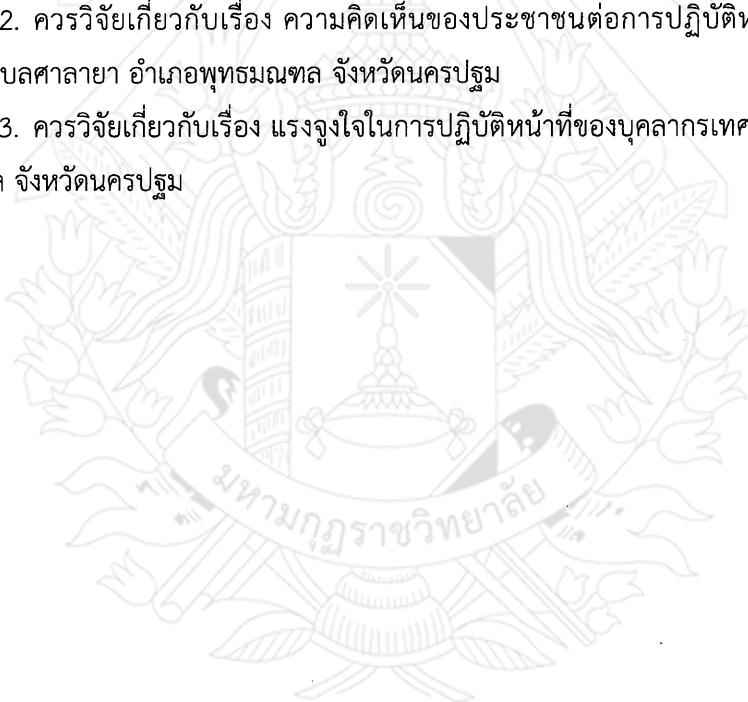 2. ควรวิจัยเกี่ยวกับเรื่อง ความคิดเห็นของประชาชนต่อการปฏิบัติห
บลศาลายา อำเภอพุทธมณฑล จังหวัดนครปฐม
3. ควรวิจัยเกี่ยวกับเรื่อง แรงจูงใจในการปฏิบัติหน้าที่ของบุคลากรเทศ
ล จังหวัดนครปฐม
มหามกุฏราชวิทยาลัย